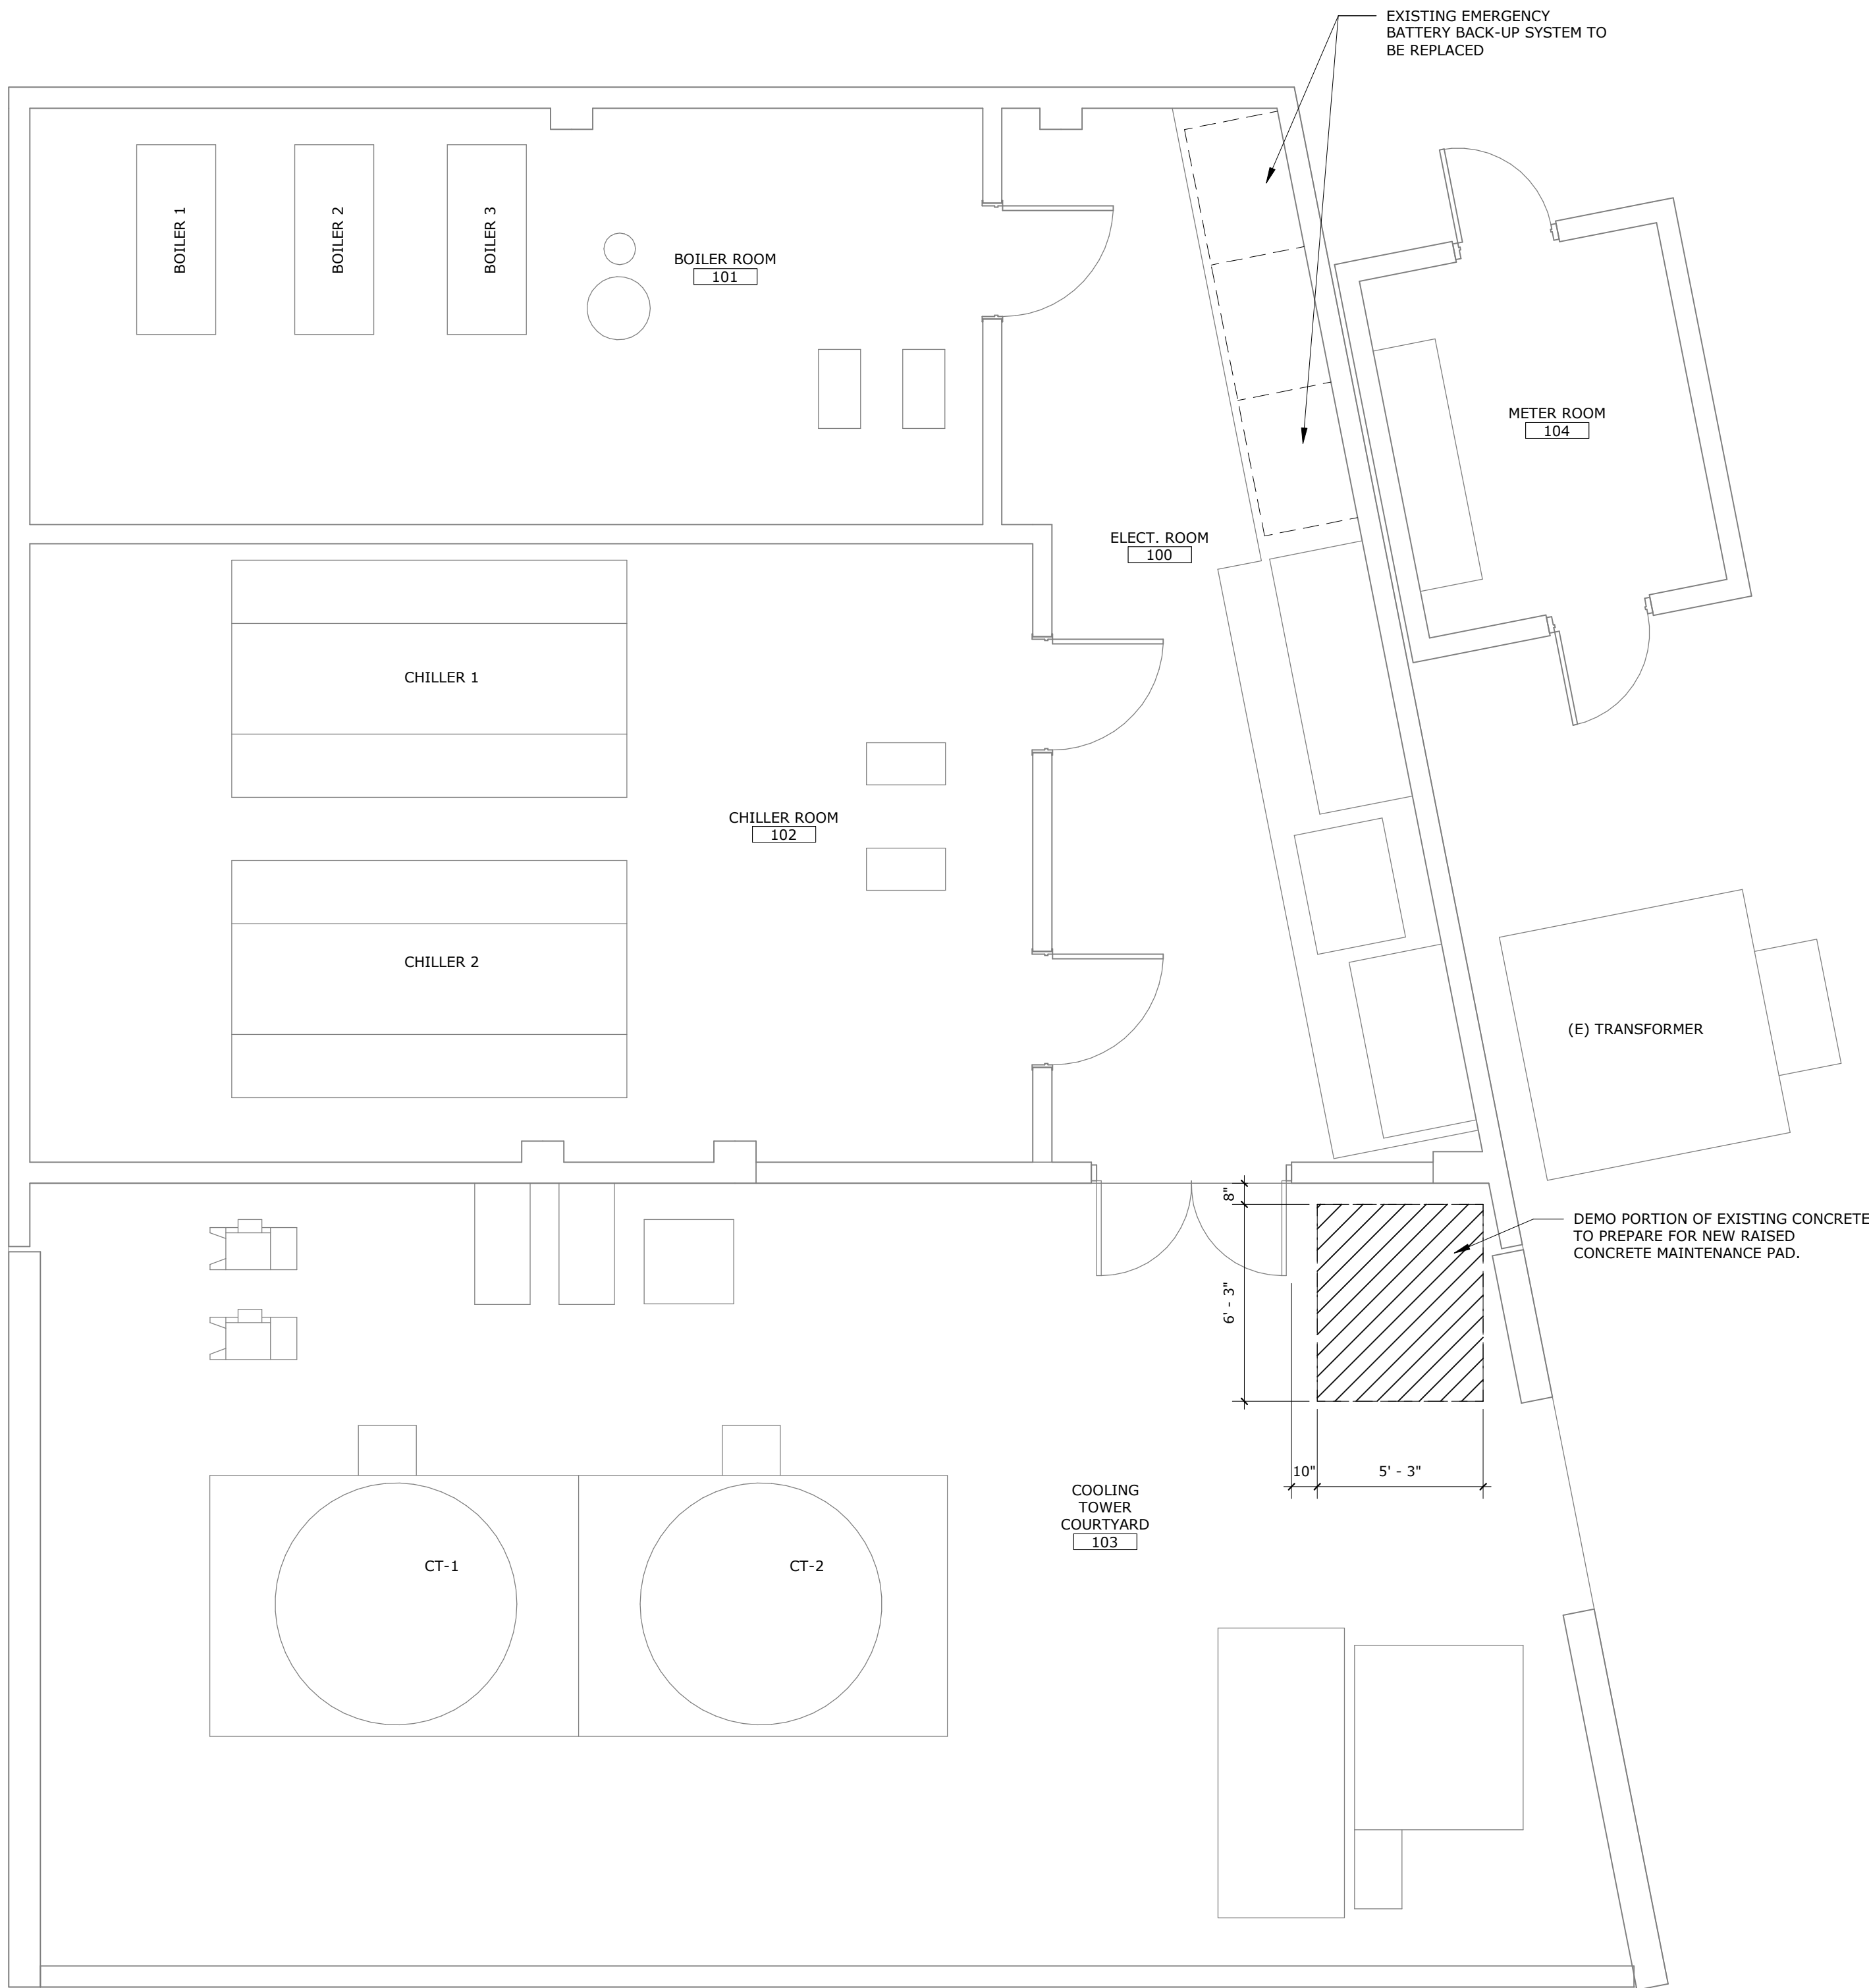 EXISTING EMERGENCY
BATTERY BACK-UP SYSTEM TO
BE REPLACED
BOILER 1
BOILER 2
BOILER 3
BOILER ROOM
101
METER ROOM
104
ELECT. ROOM
100
CHILLER 1
CHILLER ROOM
102
CHILLER 2
(E) TRANSFORMER
8"
DEMO PORTION OF EXISTING CONCRETE
TO PREPARE FOR NEW RAISED
CONCRETE MAINTENANCE PAD.
6' - 3"
10"
5' - 3"
COOLING
TOWER
COURTYARD
103
CT-1
CT-2